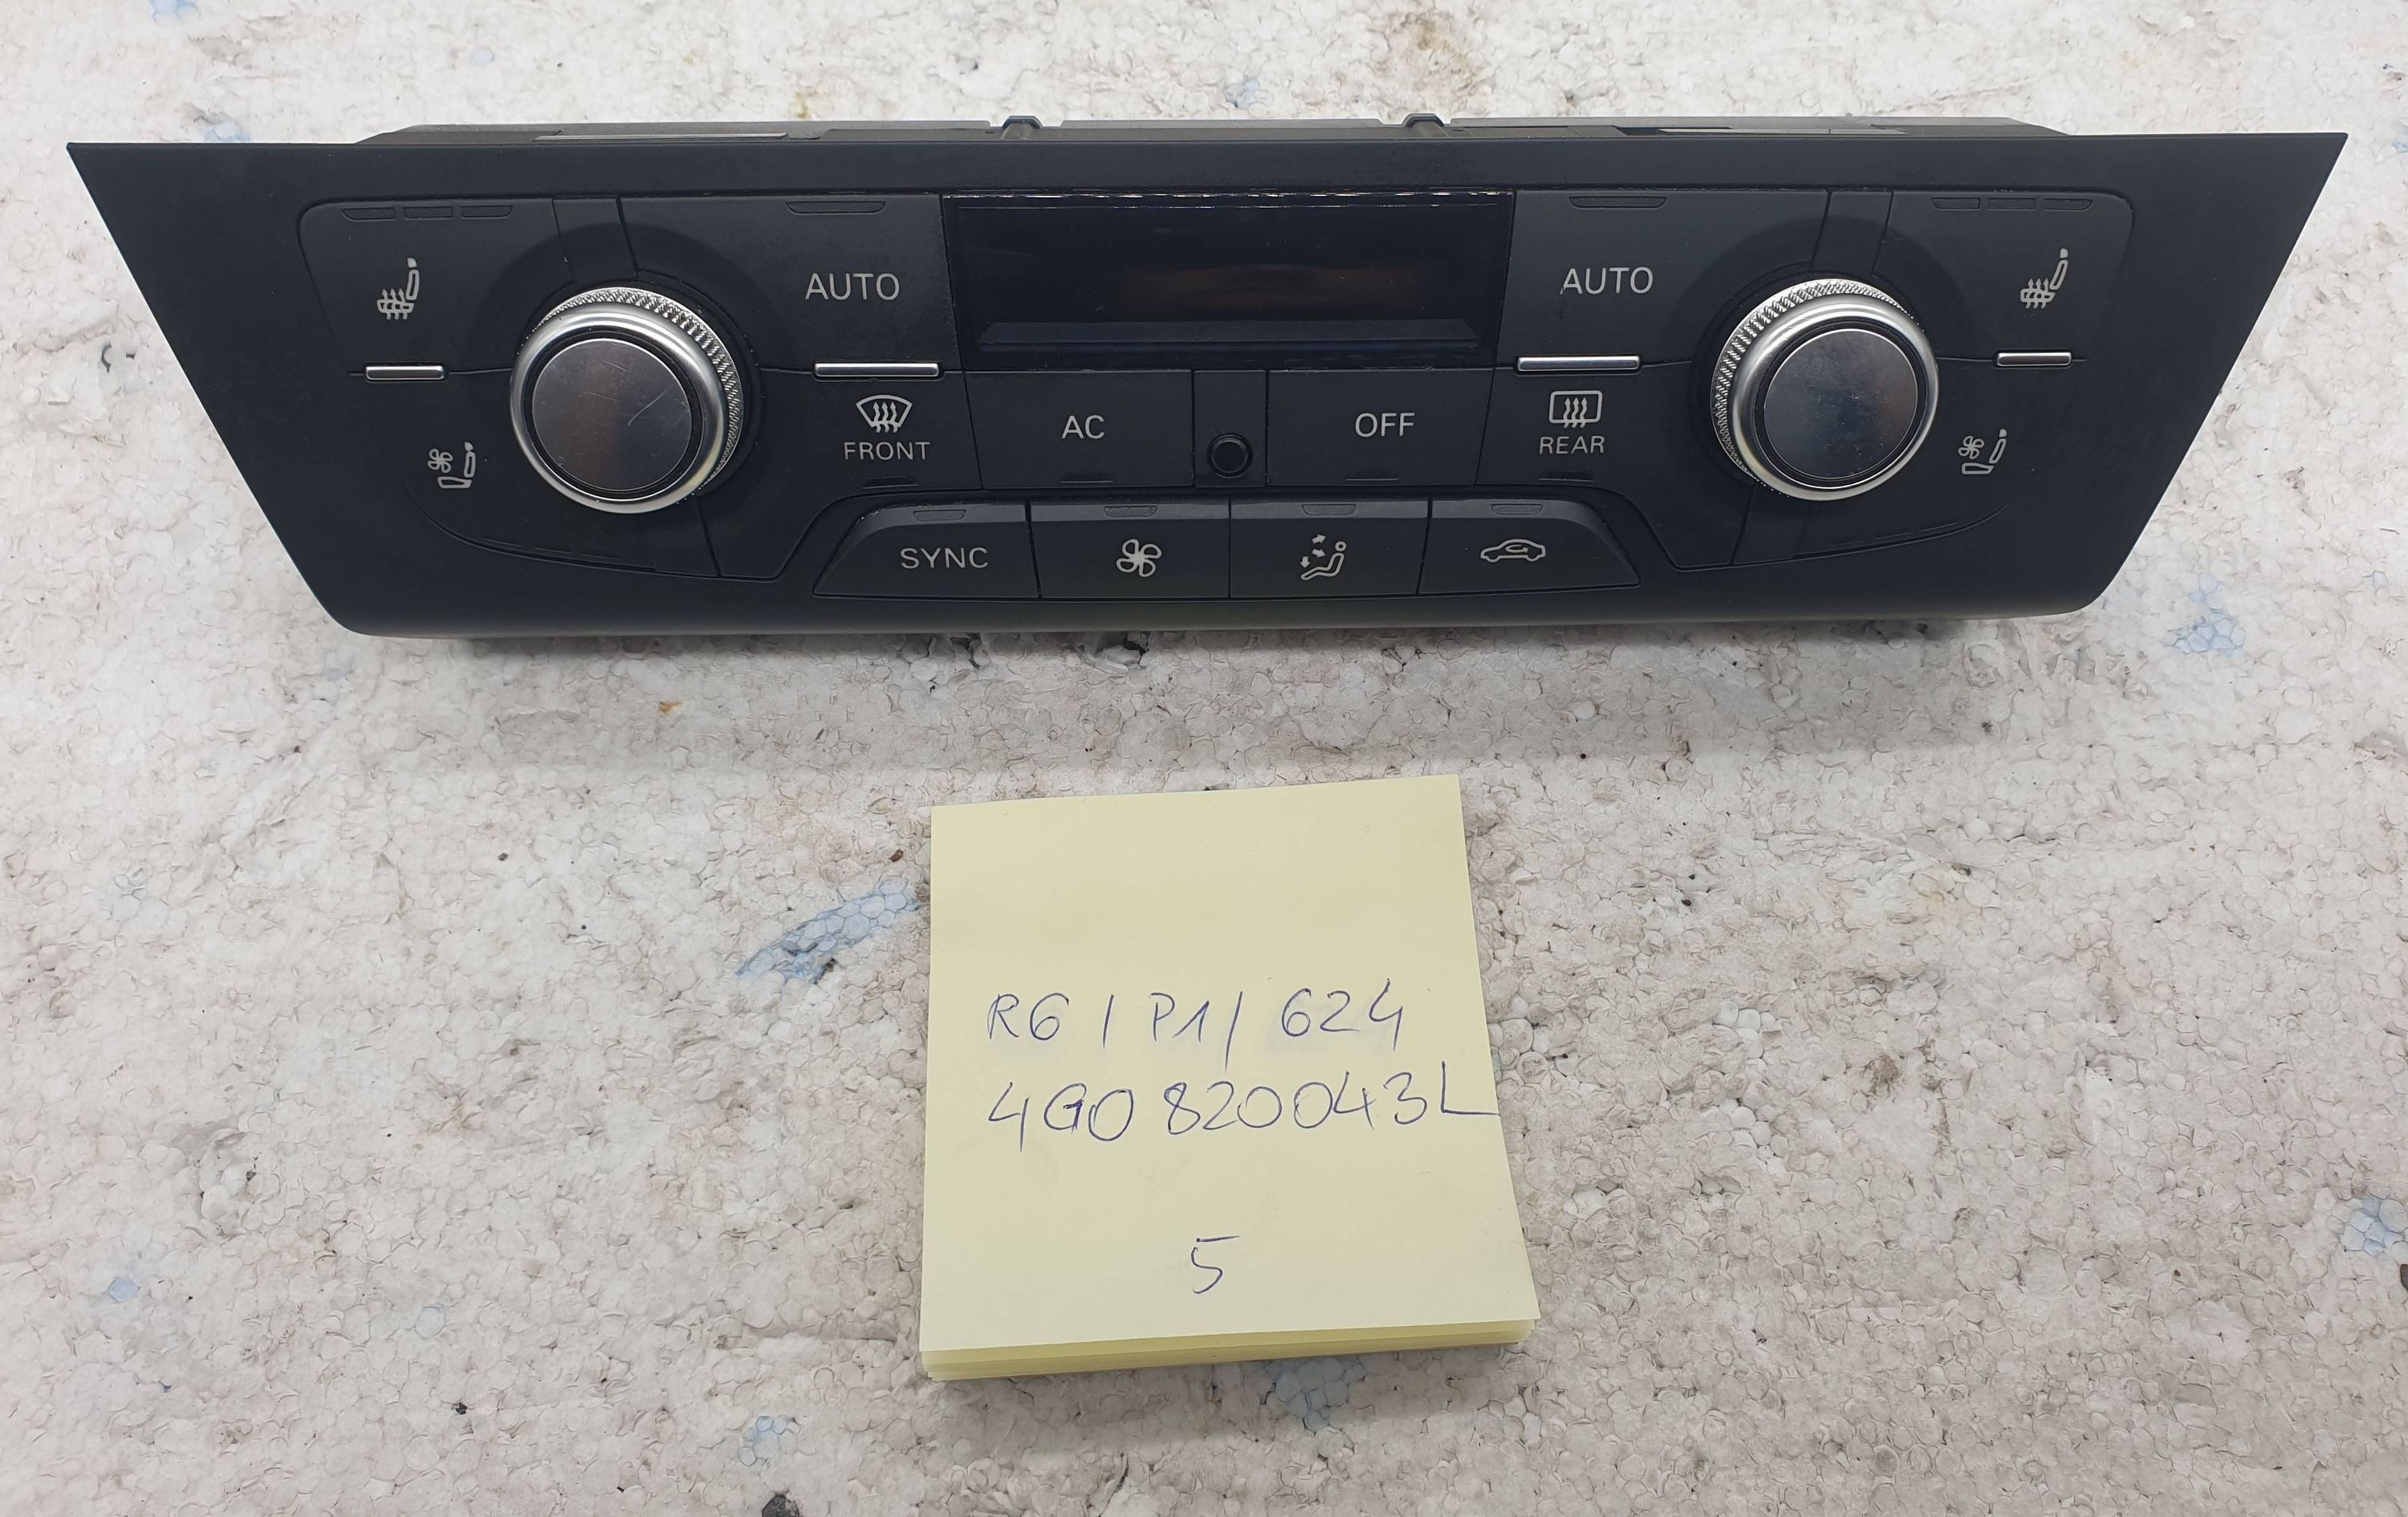 AUTO AUTO
FRONT AC OFF REAR
SYNC
R6 / P1 / 624
4G0 820043L
5